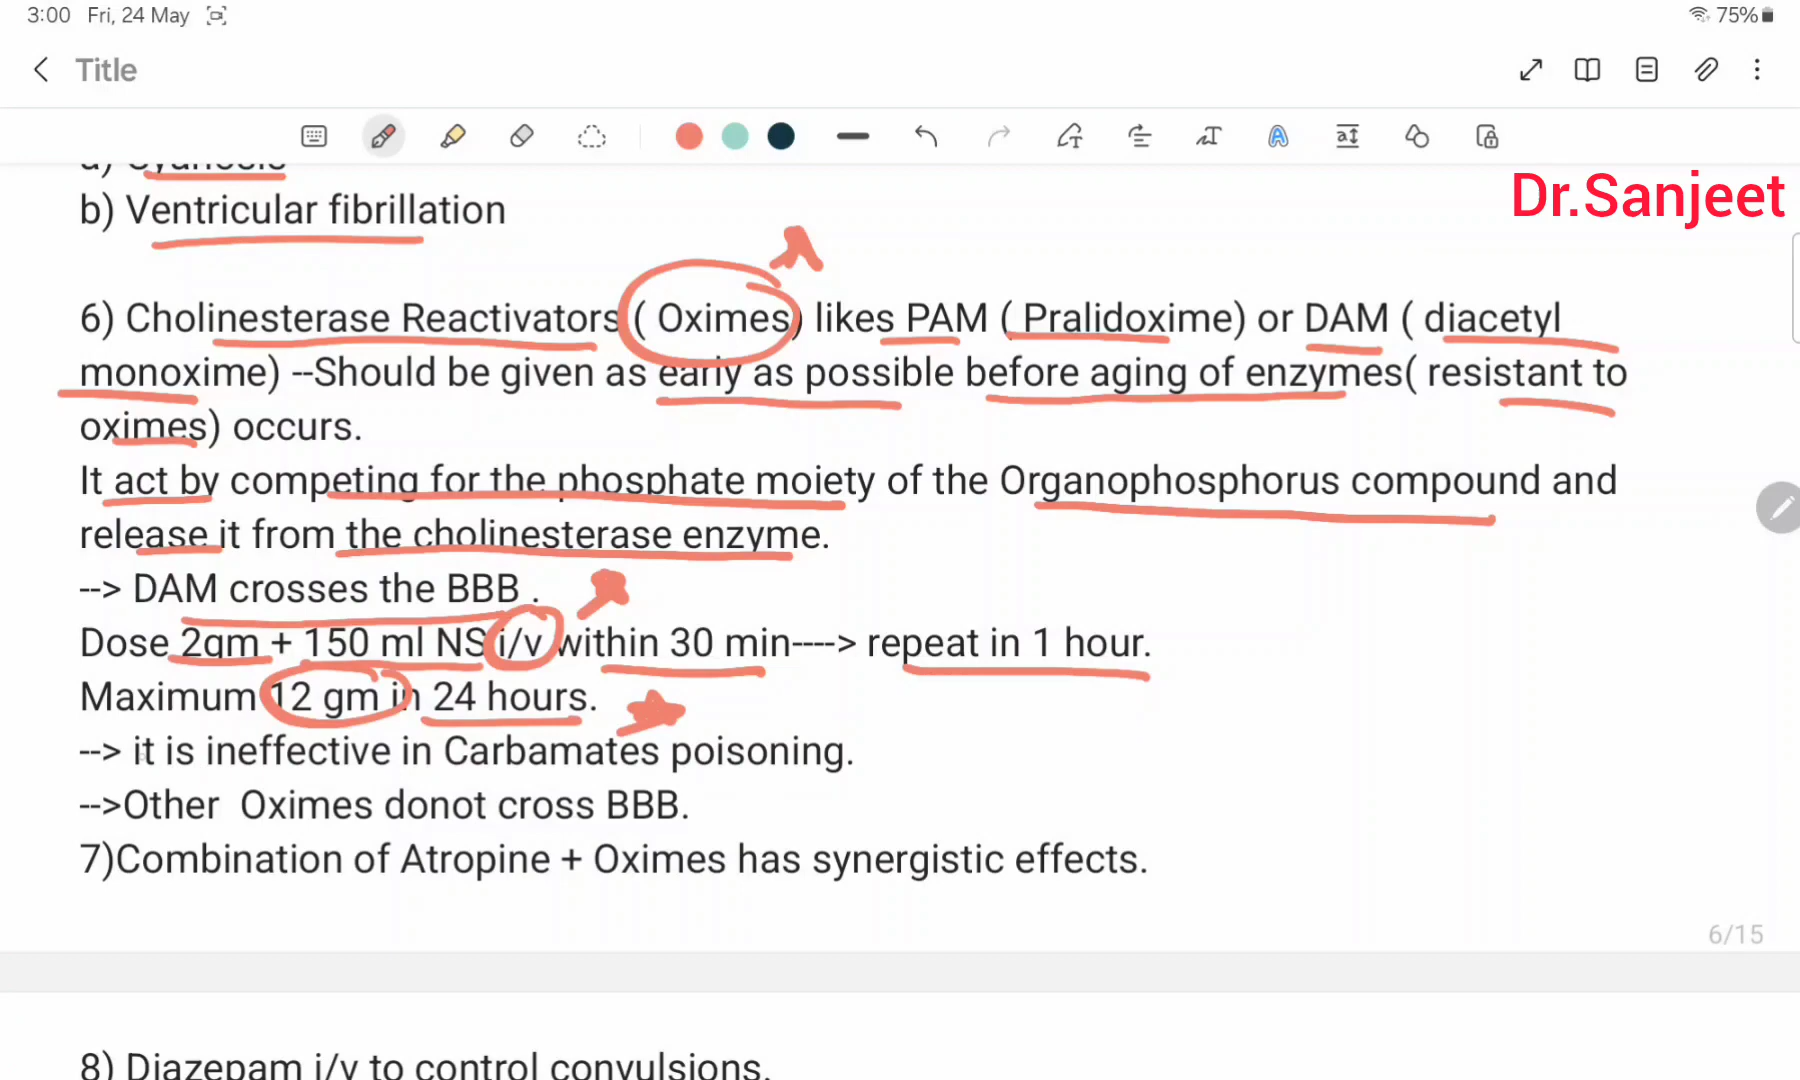 3:00 Fri, 24 May
75%
Title
a) Cyanosis
Dr.Sanjeet
b) Ventricular fibrillation
6) Cholinesterase Reactivators ( Oximes) likes PAM ( Pralidoxime) or DAM ( diacetyl
monoxime) --Should be given as early as possible before aging of enzymes( resistant to
oximes) occurs.
It act by competing for the phosphate moiety of the Organophosphorus compound and
release it from the cholinesterase enzyme.
--> DAM crosses the BBB .
Dose 2gm + 150 ml NS i/v within 30 min----> repeat in 1 hour.
Maximum 12 gm in 24 hours.
--> it is ineffective in Carbamates poisoning.
-->Other Oximes donot cross BBB.
7)Combination of Atropine + Oximes has synergistic effects.
6/15
8) Diazepam i/v to control convulsions.